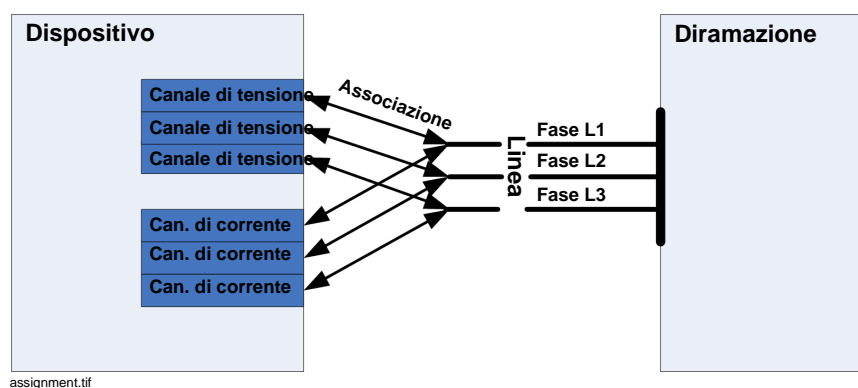 Dispositivo
Diramazione
Canale di tensione
Canale di tensione
Canale di tensione
Associazione
Linea
Fase L1
Fase L2
Fase L3
Can. di corrente
Can. di corrente
Can. di corrente
assignment.tif